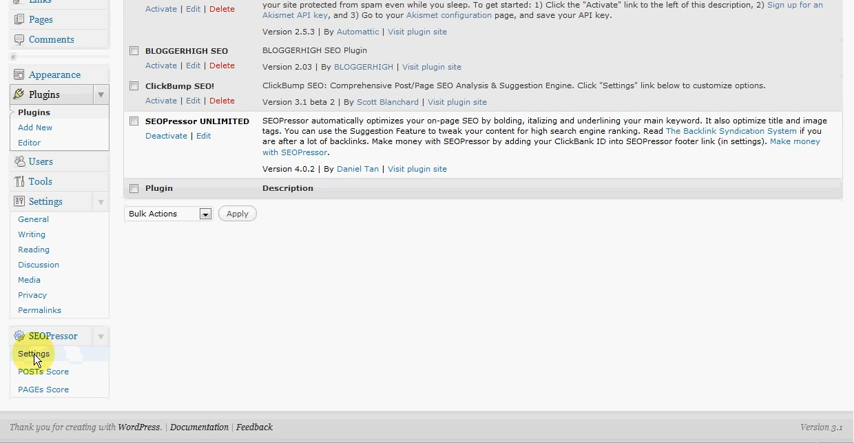 Links
Pages
Comments
Appearance
Plugins
Plugins
Add New
Editor
Users
Tools
Settings
General
Writing
Reading
Discussion
Media
Privacy
Permalinks
SEOPressor
Settings
POSTs Score
PAGEs Score
Activate | Edit | Delete
your site protected from spam even while you sleep. To get started: 1) Click the "Activate" link to the left of this description, 2) Sign up for an
Akismet API key, and 3) Go to your Akismet configuration page, and save your API key.
Version 2.5.3 | By Automattic | Visit plugin site
BLOGGERHIGH SEO
Activate | Edit | Delete
BLOGGERHIGH SEO Plugin
Version 2.03 | By BLOGGERHIGH | Visit plugin site
ClickBump SEO!
Activate | Edit | Delete
ClickBump SEO: Comprehensive Post/Page SEO Analysis & Suggestion Engine. Click "Settings" link below to customize options.
Version 3.1 beta 2 | By Scott Blanchard | Visit plugin site
SEOPressor UNLIMITED
Deactivate | Edit
SEOPressor automatically optimizes your on-page SEO by bolding, italizing and underlining your main keyword. It also optimize title and image
tags. You can use the Suggestion Feature to tweak your content for high search engine ranking. Read The Backlink Syndication System if you
are after a lot of backlinks. Make money with SEOPressor by adding your ClickBank ID into SEOPressor footer link (in settings). Make money
with SEOPressor.
Version 4.0.2 | By Daniel Tan | Visit plugin site
Plugin Description
Bulk Actions Apply
Thank you for creating with WordPress. | Documentation | Feedback
Version 3.1